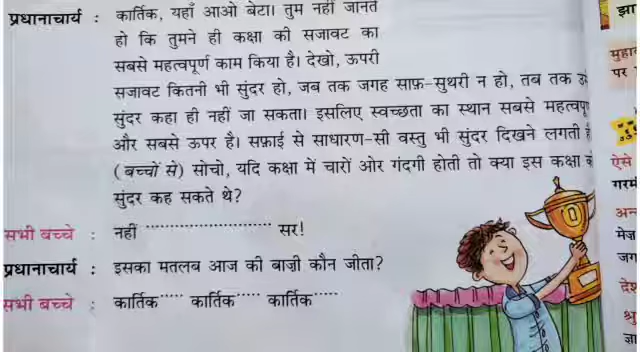 प्रधानाचार्य : कार्तिक, यहाँ आओ बेटा। तुम नहीं जानते
हो कि तुमने ही कक्षा की सजावट का
सबसे महत्वपूर्ण काम किया है। देखो, ऊपरी
सजावट कितनी भी सुंदर हो, जब तक जगह साफ़-सुथरी न हो, तब तक
सुंदर कहा ही नहीं जा सकता। इसलिए स्वच्छता का स्थान सबसे
और सबसे ऊपर है। सफ़ाई से साधारण-सी वस्तु भी सुंदर दिखने लगती
(बच्चों से) सोचो, यदि कक्षा में चारों ओर गंदगी होती तो क्या इस कक्षा
सुंदर कह सकते थे?
सभी बच्चे : नहीं ........................... सर!
प्रधानाचार्य : इसका मतलब आज की बाज़ी कौन जीता?
सभी बच्चे : कार्तिक..... कार्तिक..... कार्तिक.....
पर
ऐसे
देश